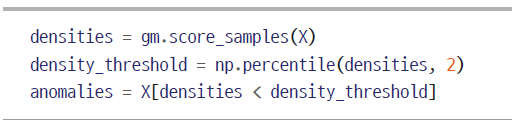 densities = gm.score_samples(X)
density_threshold = np.percentile(densities, 2)
anomalies = X[densities < density_threshold]